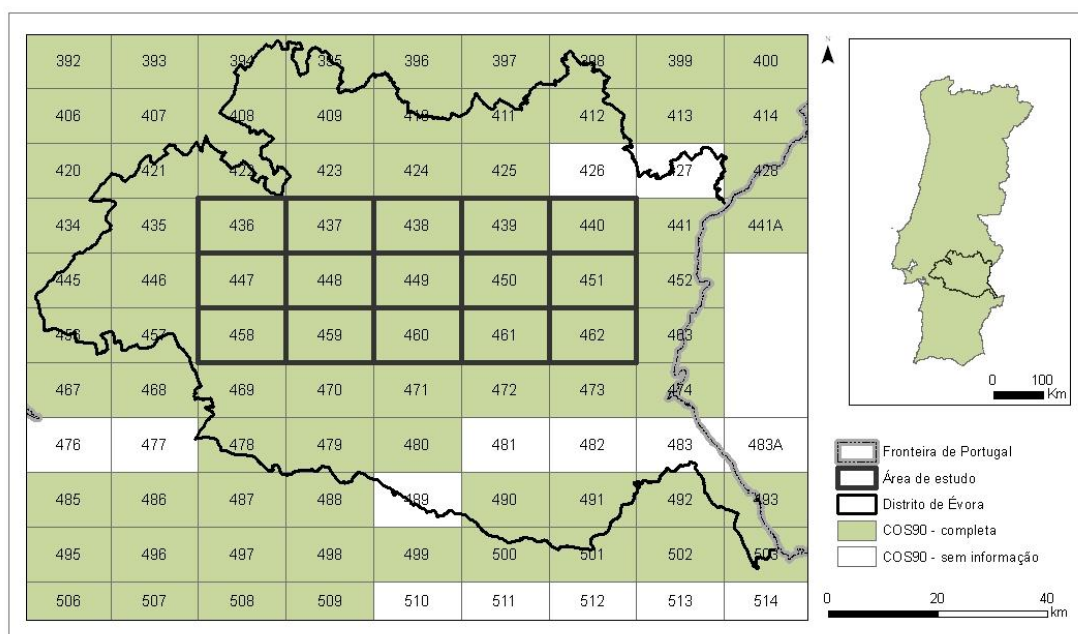 392 393 394 395 396 397 398 399 400
406 407 408 409 410 411 412 413 414
420 421 422 423 424 425 426 427 428
434 435 436 437 438 439 440 441 441A
445 446 447 448 449 450 451 452
456 457 458 459 460 461 462 463
467 468 469 470 471 472 473 474
476 477 478 479 480 481 482 483 483A
485 486 487 488 489 490 491 492 493
495 496 497 498 499 500 501 502 503
506 507 508 509 510 511 512 513 514
N
0 100
Km
Fronteira de Portugal
Área de estudo
Distrito de Évora
COS90 - completa
COS90 - sem informação
0 20 40
km